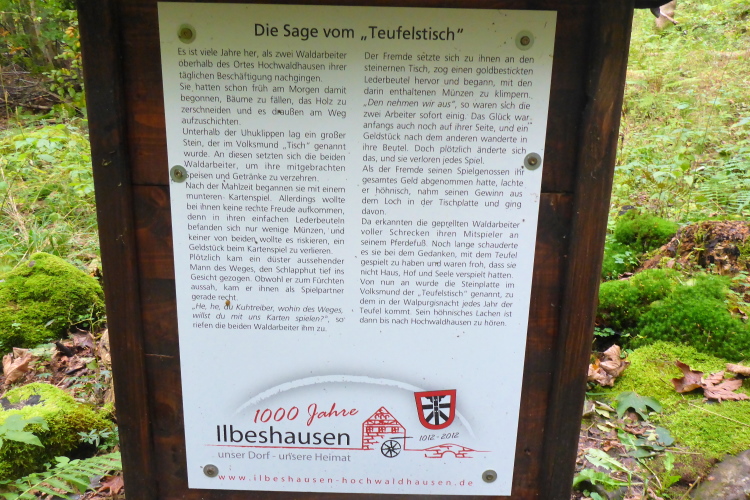 Die Sage vom „Teufelstisch"
Es ist viele Jahre her, als zwei Waldarbeiter
oberhalb des Ortes Hochwaldhausen ihrer
täglichen Beschäftigung nachgingen.
Sie hatten schon früh am Morgen damit
begonnen, Bäume zu fällen, das Holz zu
zerschneiden und es draußen am Weg
aufzuschichten.
Unterhalb der Uhuklippen lag ein großer
Stein, der im Volksmund „Tisch" genannt
wurde. An diesen setzten sich die beiden
Waldarbeiter, um ihre mitgebrachten
Speisen und Getränke zu verzehren.
Nach der Mahlzeit begannen sie mit einem
munteren Kartenspiel. Allerdings wollte
bei ihnen keine rechte Freude aufkommen,
denn in ihren einfachen Lederbeuteln
befanden sich nur wenige Münzen, und
keiner von beiden wollte es riskieren, ein
Geldstück beim Kartenspiel zu verlieren.
Plötzlich kam ein düster aussehender
Mann des Weges, den Schlapphut tief ins
Gesicht gezogen. Obwohl er zum Fürchten
aussah, kam er ihnen als Spielpartner
gerade recht.
„He, he, du Kuhtreiber, wohin des Weges,
willst du mit uns Karten spielen?", so
riefen die beiden Waldarbeiter ihm zu.
Der Fremde setzte sich zu ihnen an den
steinernen Tisch, zog einen goldbestickten
Lederbeutel hervor und begann, mit den
darin enthaltenen Münzen zu klimpern.
„Den nehmen wir aus", so waren sich die
zwei Arbeiter sofort einig. Das Glück war
anfangs auch noch auf ihrer Seite, und ein
Geldstück nach dem anderen wanderte in
ihre Beutel. Doch plötzlich änderte sich
das, und sie verloren jedes Spiel.
Als der Fremde seinen Spielgenossen ihr
gesamtes Geld abgenommen hatte, lachte
er höhnisch, nahm seinen Gewinn aus
dem Loch in der Tischplatte und ging
davon.
Da erkannten die geprellten Waldarbeiter
voller Schrecken ihren Mitspieler an
seinem Pferdefuß. Noch lange schauderte
es sie bei dem Gedanken, mit dem Teufel
gespielt zu haben und waren froh, dass sie
nicht Haus, Hof und Seele verspielt hatten.
Von nun an wurde die Steinplatte im
Volksmund der „Teufelstisch" genannt, zu
dem in der Walpurgisnacht jedes Jahr der
Teufel kommt. Sein höhnisches Lachen ist
dann bis nach Hochwaldhausen zu hören.
1000 Jahre
Ilbeshausen
1012 - 2012
unser Dorf - unsere Heimat
www.ilbeshausen-hochwaldhausen.de